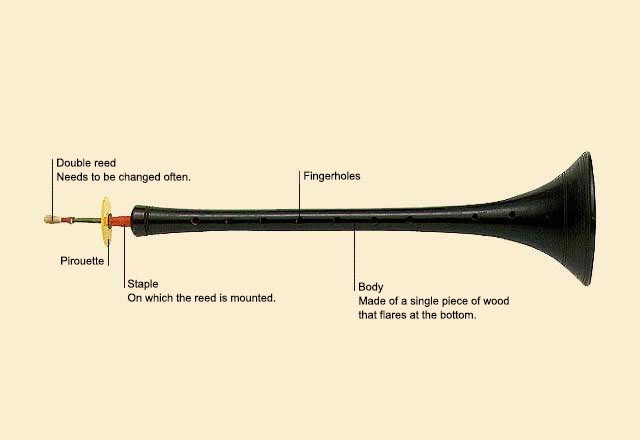 Double reed
Needs to be changed often.
Fingerholes
Pirouette
Staple
On which the reed is mounted.
Body
Made of a single piece of wood
that flares at the bottom.